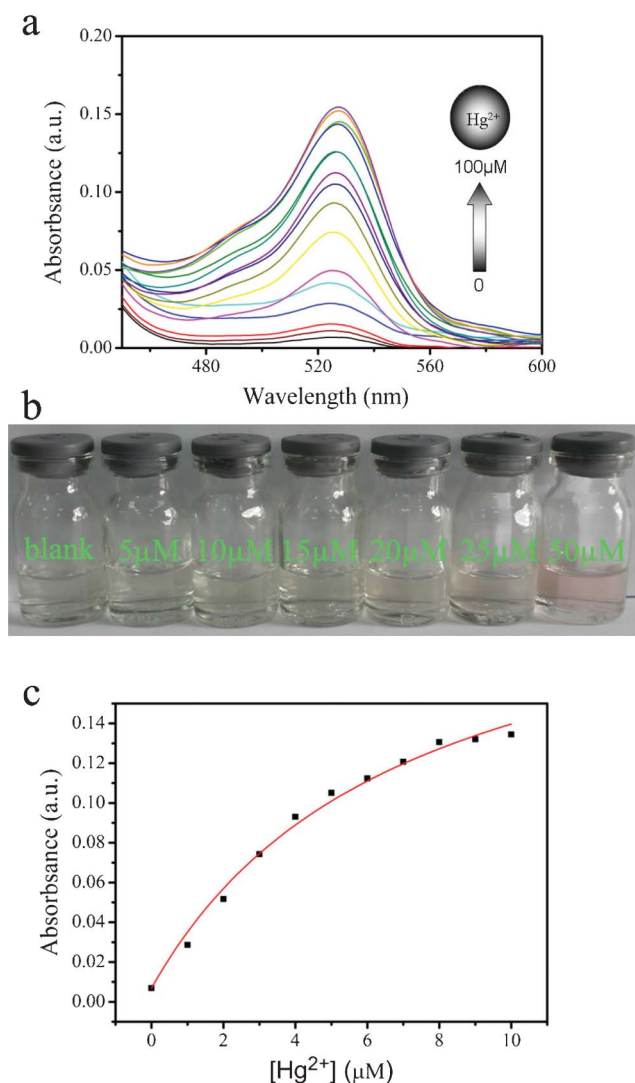 a
0.20
0.15
0.10
0.05
0.00
Absorbsance (a.u.)
480
520
560
600
Wavelength (nm)
Hg²⁺
100μM
0
b
blank 5μM 10μM 15μM 20μM 25μM 50μM
c
0.14
0.12
0.10
0.08
0.06
0.04
0.02
0.00
Absorbsance (a.u.)
0 2 4 6 8 10
[Hg²⁺] (μM)